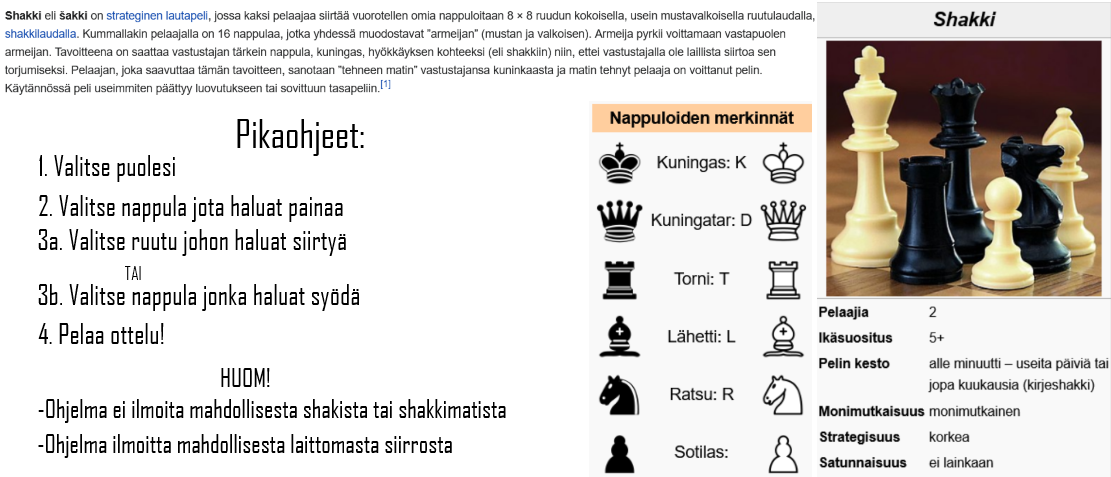 Shakki eli šakki on strateginen lautapeli, jossa kaksi pelaajaa siirtää vuorotellen omia nappuloitaan 8 × 8 ruudun kokoisella, usein mustavalkoisella ruutulaudalla,
shakkilaudalla. Kummallakin pelaajalla on 16 nappulaa, jotka yhdessä muodostavat "armeijan" (mustan ja valkoisen). Armeija pyrkii voittamaan vastapuolen
armeijan. Tavoitteena on saattaa vastustajan tärkein nappula, kuningas, hyökkäyksen kohteeksi (eli shakkiin) niin, ettei vastustajalla ole laillista siirtoa sen
torjumiseksi. Pelaajan, joka saavuttaa tämän tavoitteen, sanotaan "tehneen matin" vastustajansa kuninkaasta ja matin tehnyt pelaaja on voittanut pelin.
Käytännössä peli useimmiten päättyy luovutukseen tai sovittuun tasapeliin.[1]
Pikaohjeet:
1. Valitse puolesi
2. Valitse nappula jota haluat painaa
3a. Valitse ruutu johon haluat siirtyä
TAI
3b. Valitse nappula jonka haluat syödä
4. Pelaa ottelu!
HUOM!
-Ohjelma ei ilmoita mahdollisesta shakista tai shakkimatista
-Ohjelma ilmoitta mahdollisesta laittomasta siirrosta
Nappuloiden merkinnät
Kuningas: K
Kuningatar: D
Torni: T
Lähetti: L
Ratsu: R
Sotilas:
Shakki
Pelaajia 2
Ikäsuositus 5+
Pelin kesto alle minuutti – useita päiviä tai
jopa kuukausia (kirjeshakki)
Monimutkaisuus monimutkainen
Strategisuus korkea
Satunnaisuus ei lainkaan